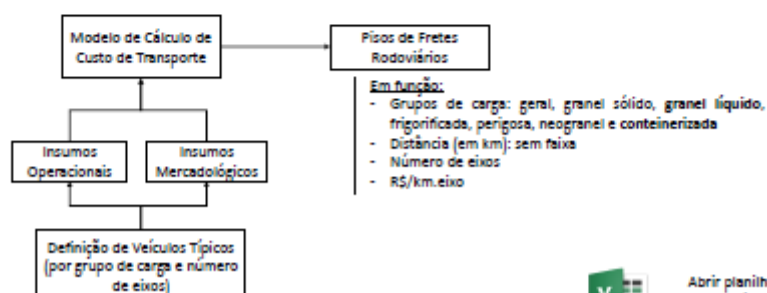 Modelo de Cálculo de
Custo de Transporte
Pisos de Fretes
Rodoviários
Em função:
- Grupos de carga: geral, granel sólido, granel líquido,
frigorificada, perigosa, neogranel e conteinerizada
- Distância (em km): sem faixa
- Número de eixos
- R$/km.eixo
Insumos
Operacionais
Insumos
Mercadológicos
Definição de Veículos Típicos
(por grupo de carga e número
de eixos)
Abrir planilh